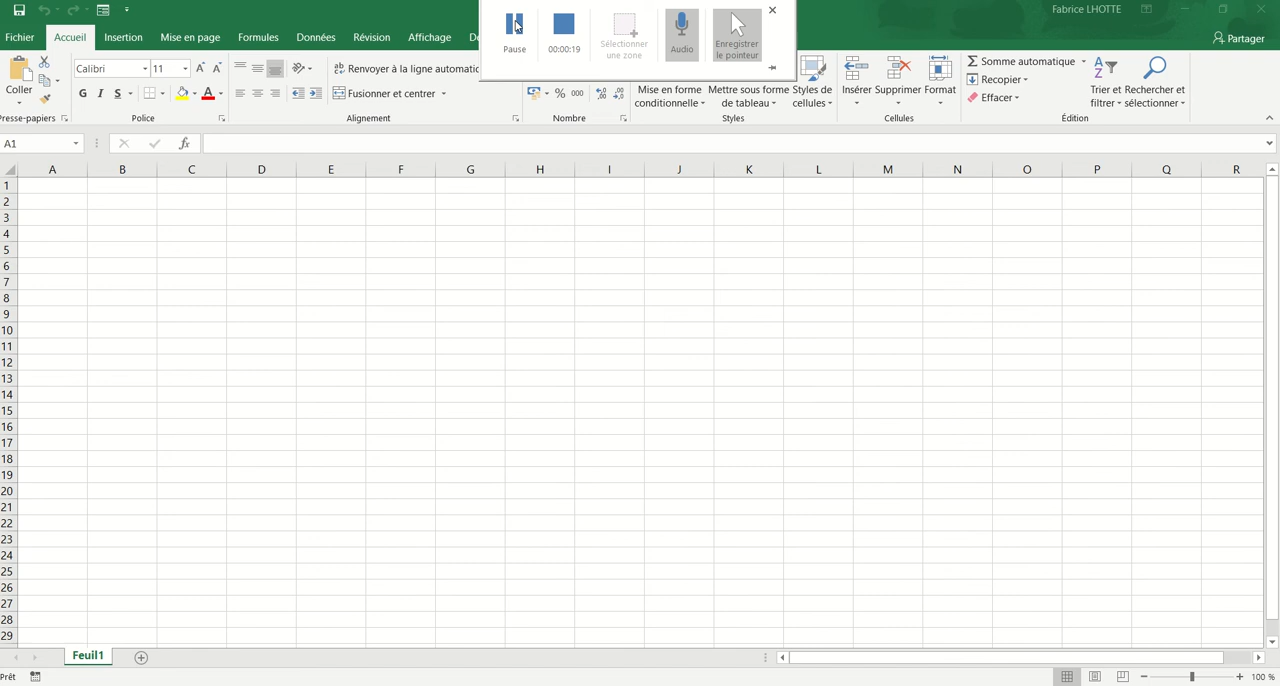 Fabrice LHOTTE
Fichier Accueil Insertion Mise en page Formules Données Révision Affichage Partager
Pause 00:00:19 Sélectionner une zone Audio Enregistrer le pointeur
Coller
Calibri 11
G I S
Renvoyer à la ligne automatiq
Fusionner et centrer
% 000
Mise en forme conditionnelle
Mettre sous forme de tableau
Styles de cellules
Insérer Supprimer Format
Somme automatique
Recopier
Effacer
Trier et filtrer
Rechercher et sélectionner
Presse-papiers Police Alignement Nombre Styles Cellules Édition
A1 fx
A B C D E F G H I J K L M N O P Q R
1
2
3
4
5
6
7
8
9
10
11
12
13
14
15
16
17
18
19
20
21
22
23
24
25
26
27
28
29
Feuil1
Prêt 100 %